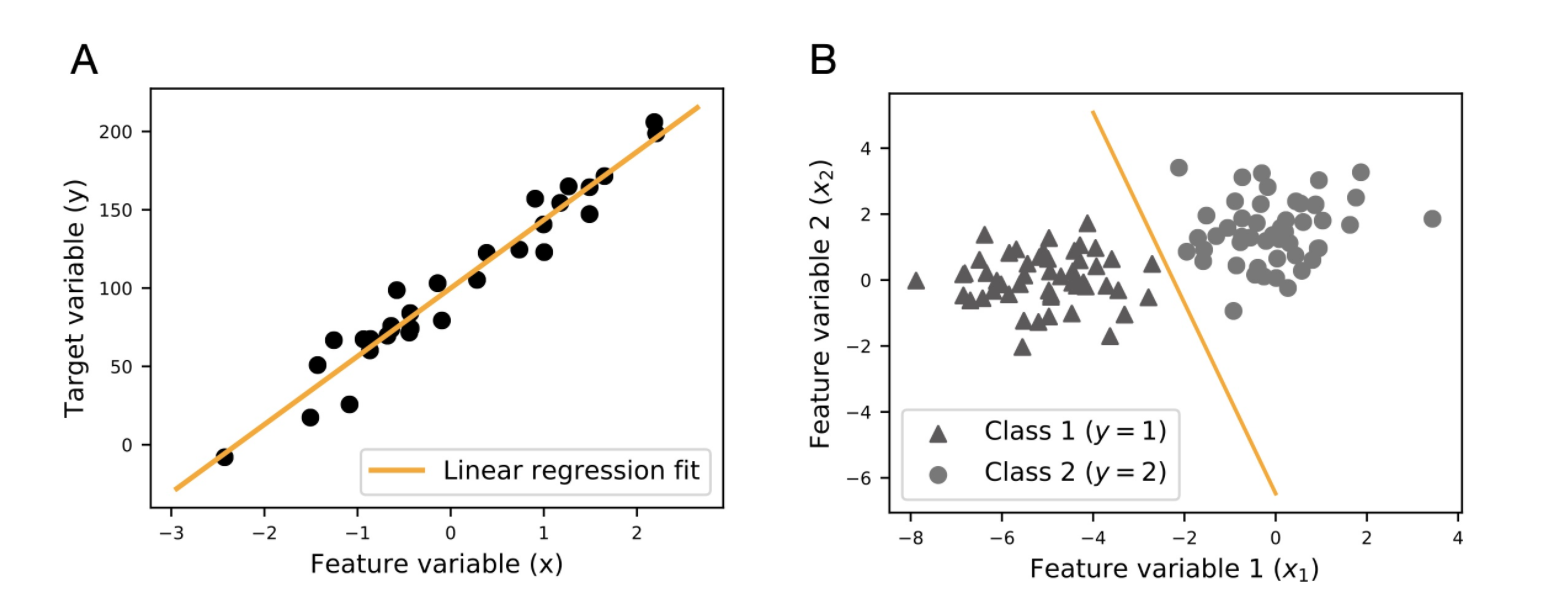 A
B
Target variable (y)
200
150
100
50
0
−3
−2
−1
0
1
2
Feature variable (x)
Linear regression fit
Feature variable 2 (x₂)
4
2
0
−2
−4
−6
−8
−6
−4
−2
0
2
4
Feature variable 1 (x₁)
Class 1 (y = 1)
Class 2 (y = 2)